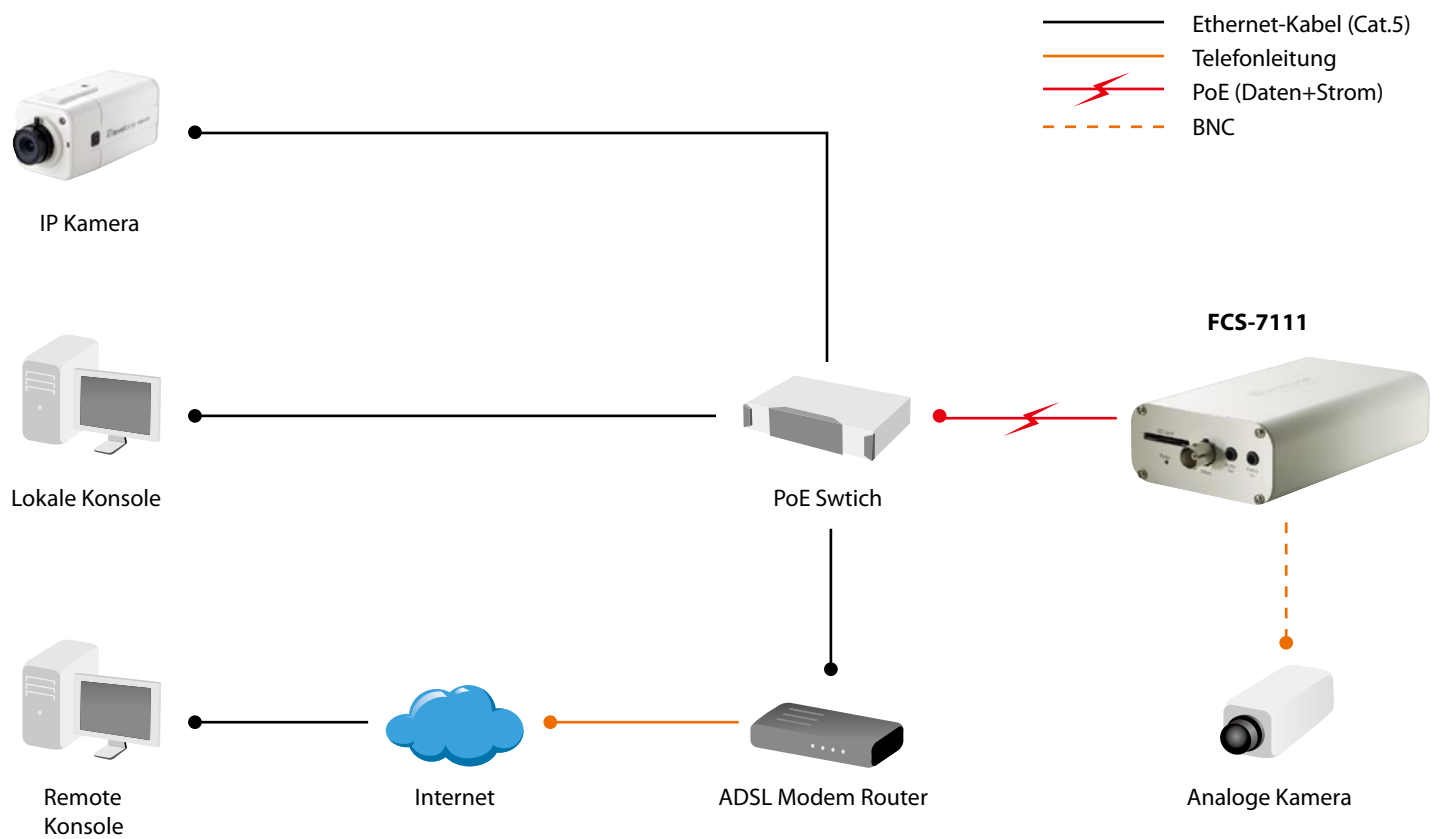 Ethernet-Kabel (Cat.5)
Telefonleitung
PoE (Daten+Strom)
BNC
IP Kamera
FCS-7111
Lokale Konsole
PoE Swtich
Remote
Konsole
Internet
ADSL Modem Router
Analoge Kamera